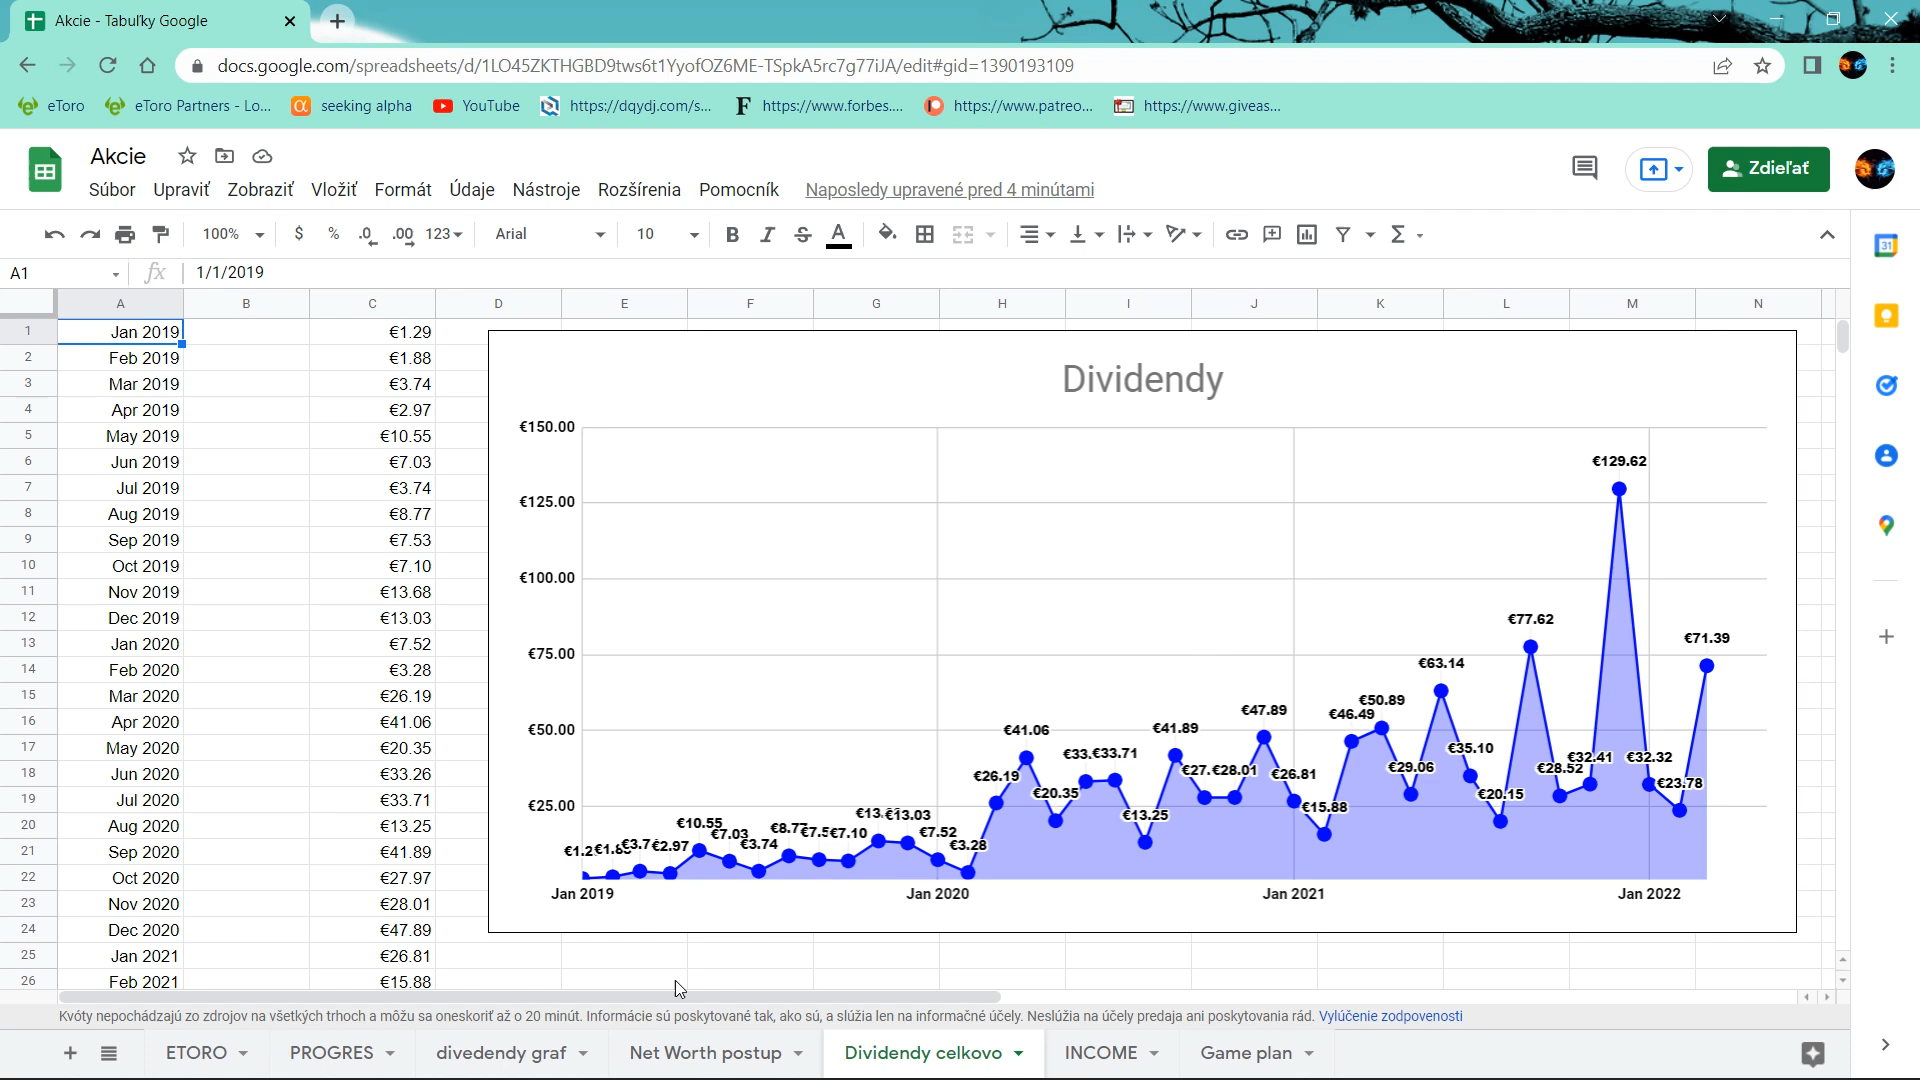 Akcie - Tabuľky Google
docs.google.com/spreadsheets/d/1LO45ZKTHGBD9tws6t1YyofOZ6ME-TSpkA5rc7g77iJA/edit#gid=1390193109
eToro eToro Partners - Lo... seeking alpha YouTube https://dqydj.com/s... https://www.forbes.... https://www.patreo... https://www.giveas...
Akcie
Zdieľať
Súbor Upraviť Zobraziť Vložiť Formát Údaje Nástroje Rozšírenia Pomocník Naposledy upravené pred 4 minútami
100% $ % .0 .00 123 Arial 10 B I S A
A1 fx 1/1/2019
A B C D E F G H I J K L M N
1 Jan 2019 €1.29
2 Feb 2019 €1.88
3 Mar 2019 €3.74
4 Apr 2019 €2.97
5 May 2019 €10.55
6 Jun 2019 €7.03
7 Jul 2019 €3.74
8 Aug 2019 €8.77
9 Sep 2019 €7.53
10 Oct 2019 €7.10
11 Nov 2019 €13.68
12 Dec 2019 €13.03
13 Jan 2020 €7.52
14 Feb 2020 €3.28
15 Mar 2020 €26.19
16 Apr 2020 €41.06
17 May 2020 €20.35
18 Jun 2020 €33.26
19 Jul 2020 €33.71
20 Aug 2020 €13.25
21 Sep 2020 €41.89
22 Oct 2020 €27.97
23 Nov 2020 €28.01
24 Dec 2020 €47.89
25 Jan 2021 €26.81
26 Feb 2021 €15.88
Dividendy
€150.00
€125.00
€100.00
€75.00
€50.00
€25.00
€2.97 €10.55 €7.03 €3.74 €7.10 €13.03 €7.52 €3.28 €26.19 €41.06 €20.35 €33.71 €13.25 €41.89 €28.01 €47.89 €26.81 €15.88 €46.49 €50.89 €29.06 €63.14 €35.10 €20.15 €77.62 €28.52 €32.41 €129.62 €32.32 €23.78 €71.39
Jan 2019 Jan 2020 Jan 2021 Jan 2022
Kvóty nepochádzajú zo zdrojov na všetkých trhoch a môžu sa oneskoriť až o 20 minút. Informácie sú poskytované tak, ako sú, a slúžia len na informačné účely. Neslúžia na účely predaja ani poskytovania rád. Vylúčenie zodpovenosti
ETORO PROGRES divedendy graf Net Worth postup Dividendy celkovo INCOME Game plan